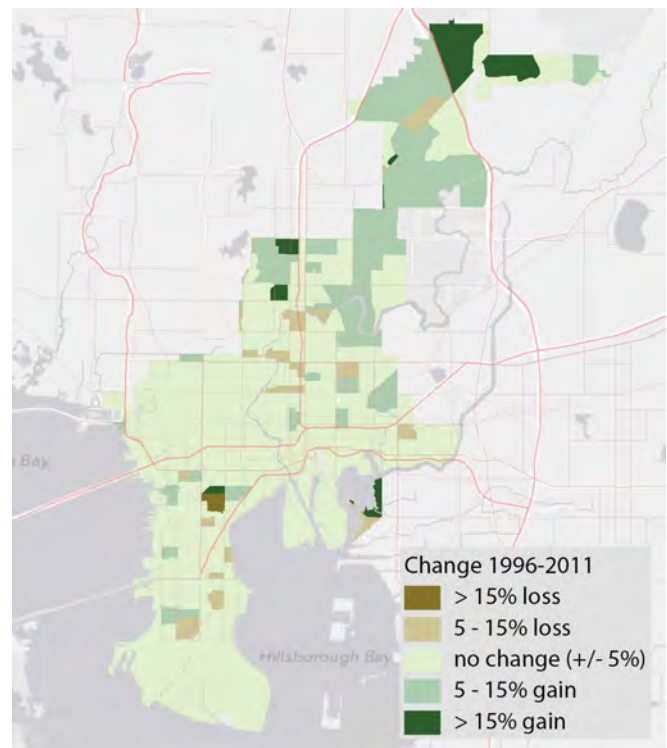 Bay
Hillsborough Bay
Change 1996-2011
> 15% loss
5 - 15% loss
no change (+/- 5%)
5 - 15% gain
> 15% gain